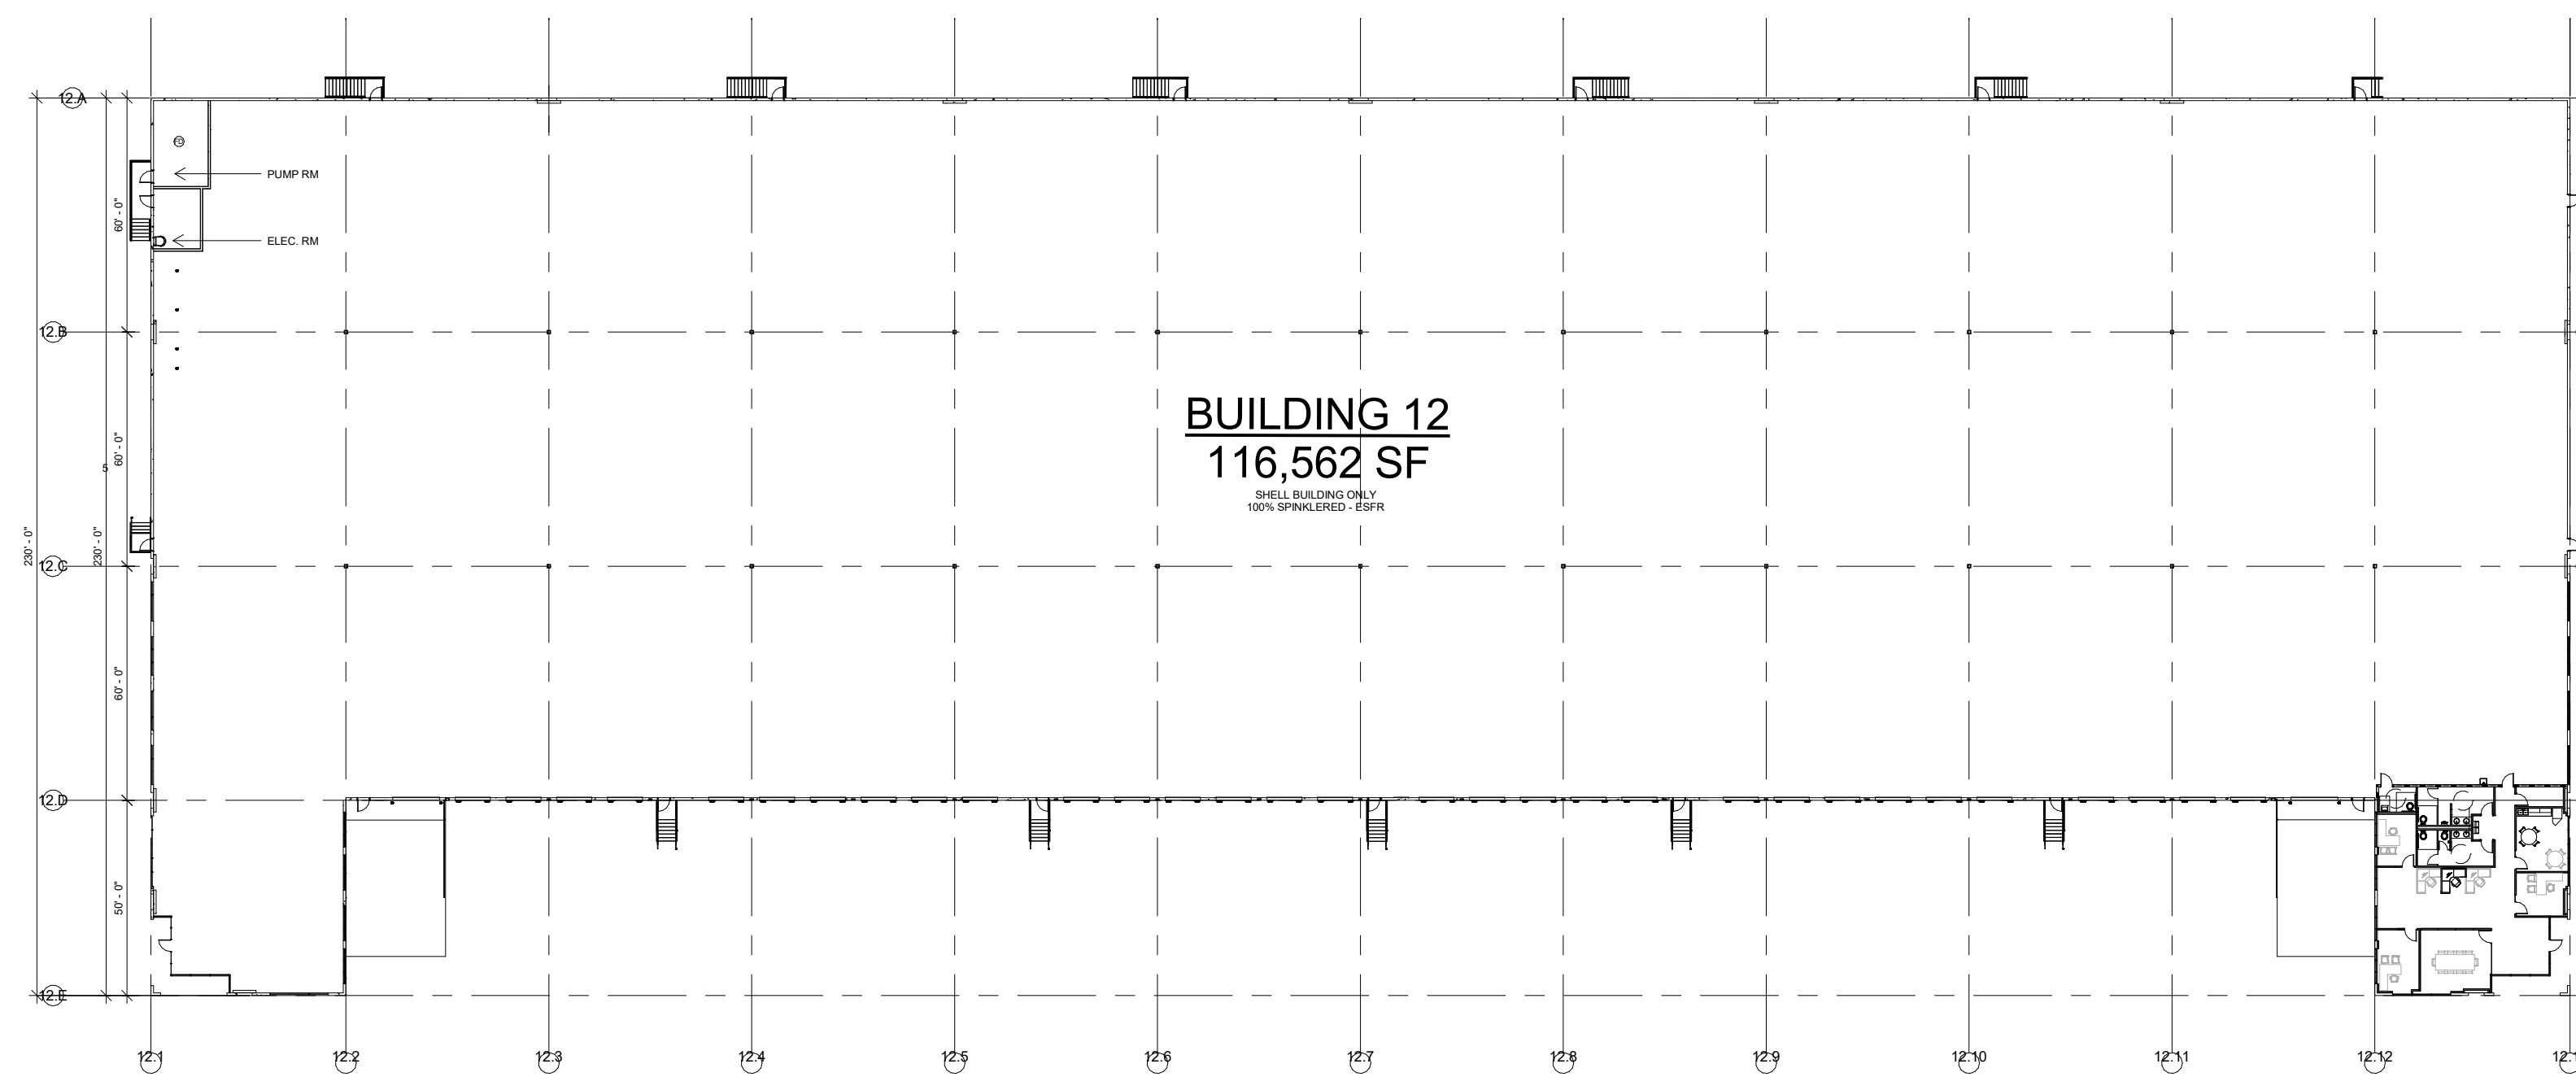 12.A
FD
PUMP RM
60' - 0"
ELEC. RM
12.B
BUILDING 12
116,562 SF
60' - 0"
5
SHELL BUILDING ONLY
100% SPINKLERED - ESFR
230' - 0"
230' - 0"
12.C
60' - 0"
12.D
50' - 0"
12.E
12.1 12.2 12.3 12.4 12.5 12.6 12.7 12.8 12.9 12.10 12.11 12.12 12.1